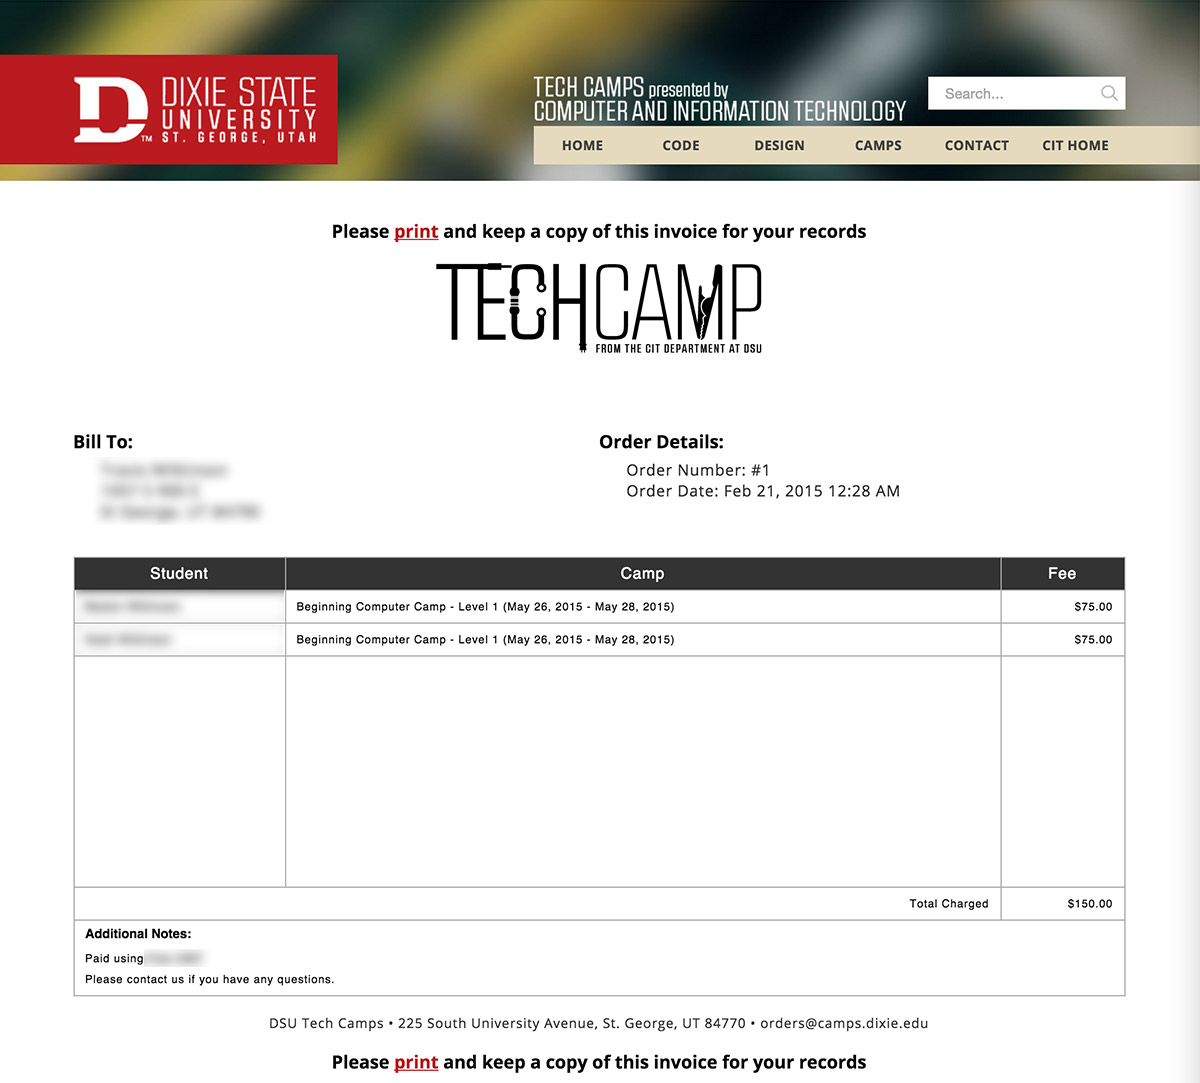 DIXIE STATE
UNIVERSITY
ST. GEORGE, UTAH
D
TM
TECH CAMPS presented by
COMPUTER AND INFORMATION TECHNOLOGY
Search...
HOME CODE DESIGN CAMPS CONTACT CIT HOME
Please print and keep a copy of this invoice for your records
TECHCAMP
FROM THE CIT DEPARTMENT AT DSU
Bill To:
Order Details:
Order Number: #1
Order Date: Feb 21, 2015 12:28 AM
Student Camp Fee
Beginning Computer Camp - Level 1 (May 26, 2015 - May 28, 2015) $75.00
Beginning Computer Camp - Level 1 (May 26, 2015 - May 28, 2015) $75.00
Total Charged $150.00
Additional Notes:
Paid using
Please contact us if you have any questions.
DSU Tech Camps • 225 South University Avenue, St. George, UT 84770 • orders@camps.dixie.edu
Please print and keep a copy of this invoice for your records